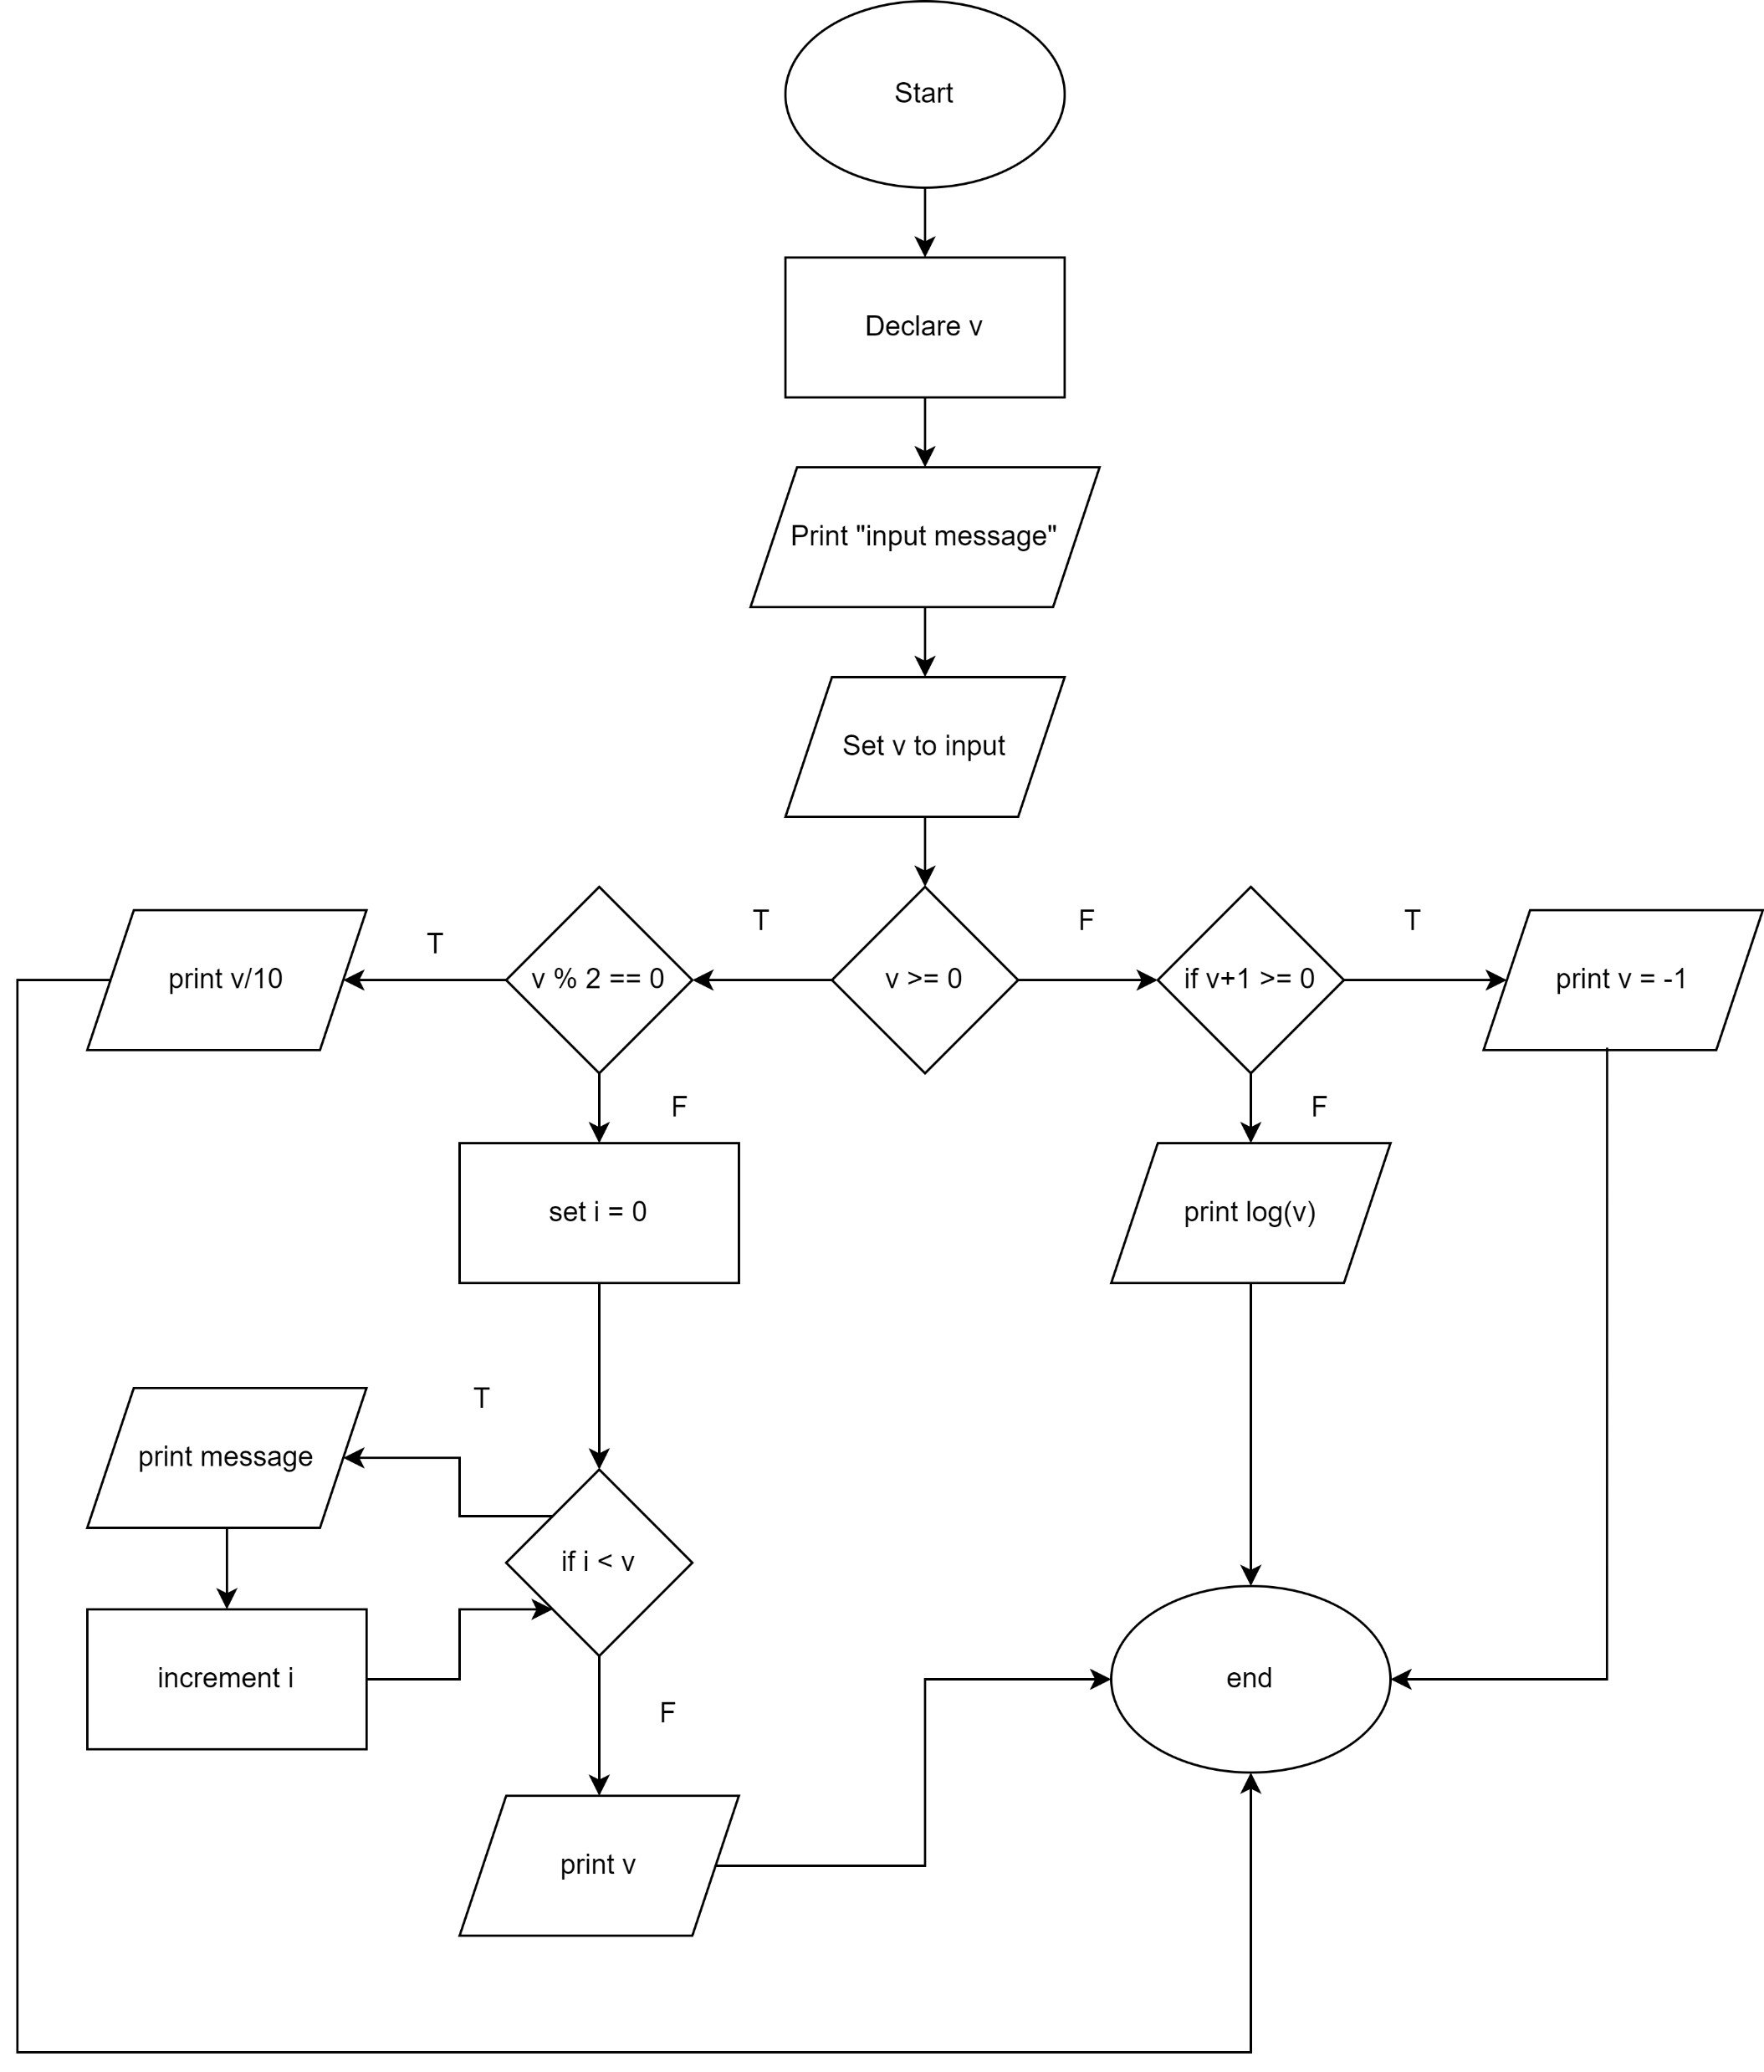 Start
Declare v
Print "input message"
Set v to input
T
F
T
T
print v/10
v % 2 == 0
v >= 0
if v+1 >= 0
print v = -1
F
F
set i = 0
print log(v)
T
print message
if i < v
increment i
end
F
print v